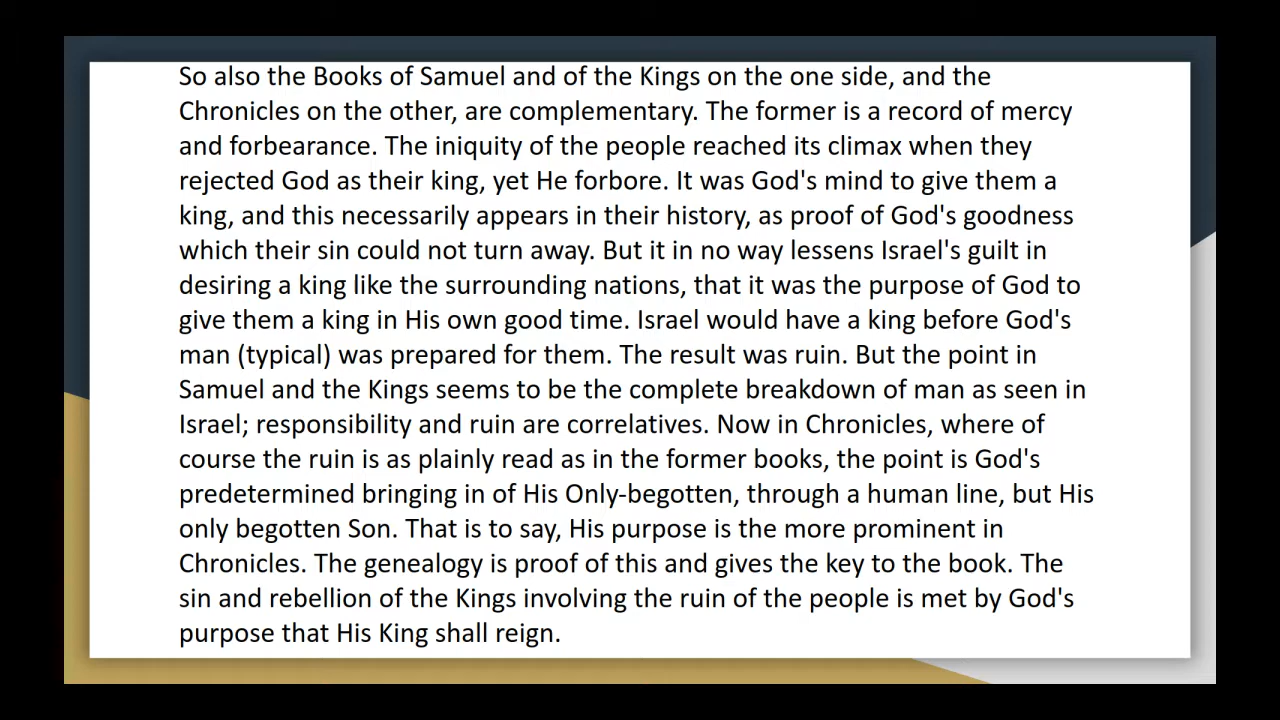 So also the Books of Samuel and of the Kings on the one side, and the
Chronicles on the other, are complementary. The former is a record of mercy
and forbearance. The iniquity of the people reached its climax when they
rejected God as their king, yet He forbore. It was God's mind to give them a
king, and this necessarily appears in their history, as proof of God's goodness
which their sin could not turn away. But it in no way lessens Israel's guilt in
desiring a king like the surrounding nations, that it was the purpose of God to
give them a king in His own good time. Israel would have a king before God's
man (typical) was prepared for them. The result was ruin. But the point in
Samuel and the Kings seems to be the complete breakdown of man as seen in
Israel; responsibility and ruin are correlatives. Now in Chronicles, where of
course the ruin is as plainly read as in the former books, the point is God's
predetermined bringing in of His Only-begotten, through a human line, but His
only begotten Son. That is to say, His purpose is the more prominent in
Chronicles. The genealogy is proof of this and gives the key to the book. The
sin and rebellion of the Kings involving the ruin of the people is met by God's
purpose that His King shall reign.